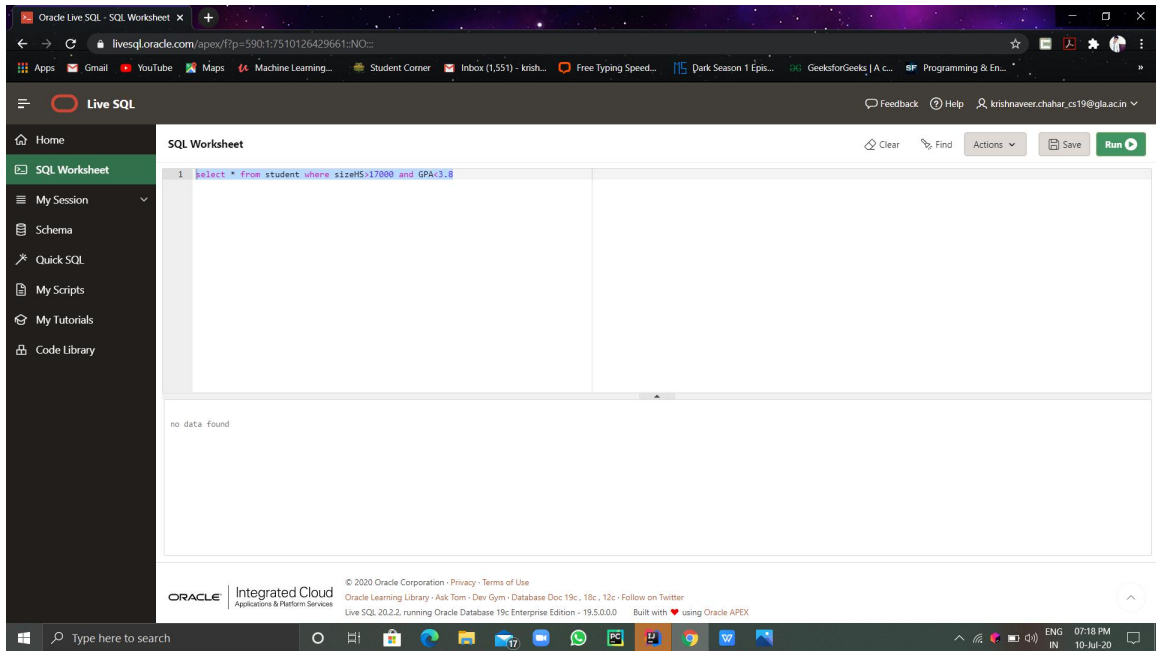 Oracle Live SQL - SQL Worksheet
livesql.oracle.com/apex/f?p=590:1:7510126429661::NO:::
Apps Gmail YouTube Maps Machine Learning... Student Corner Inbox (1,551) - krish... Free Typing Speed... Dark Season 1 Epis... GeeksforGeeks | A c... SF Programming & En... »
Live SQL Feedback Help krishnaveer.chahar_cs19@gla.ac.in
Home
SQL Worksheet
My Session
Schema
Quick SQL
My Scripts
My Tutorials
Code Library
SQL Worksheet Clear Find Actions Save Run
1 select * from student where sizeHS>17000 and GPA<3.8
no data found
ORACLE Integrated Cloud
Applications & Platform Services
© 2020 Oracle Corporation · Privacy · Terms of Use
Oracle Learning Library · Ask Tom · Dev Gym · Database Doc 19c, 18c, 12c · Follow on Twitter
Live SQL 20.2.2, running Oracle Database 19c Enterprise Edition - 19.5.0.0.0 Built with ♥ using Oracle APEX
Type here to search 17 PC IJ W ENG 07:18 PM
IN 10-Jul-20